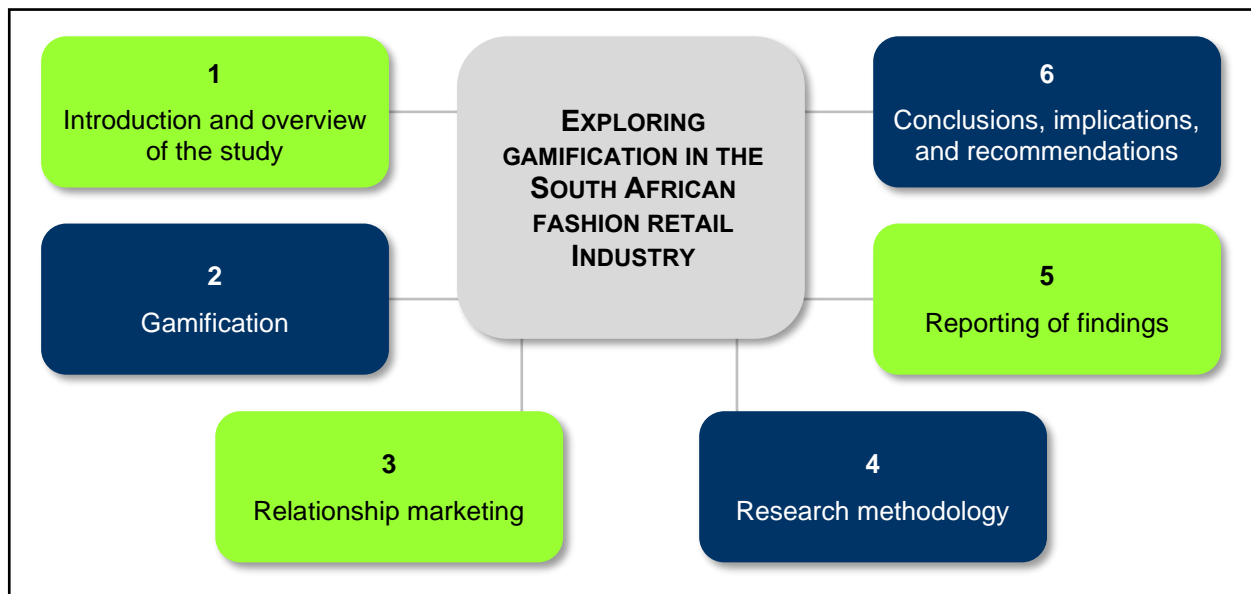 EXPLORING
GAMIFICATION IN THE
SOUTH AFRICAN
FASHION RETAIL
INDUSTRY
1
Introduction and overview
of the study
2
Gamification
3
Relationship marketing
4
Research methodology
5
Reporting of findings
6
Conclusions, implications,
and recommendations